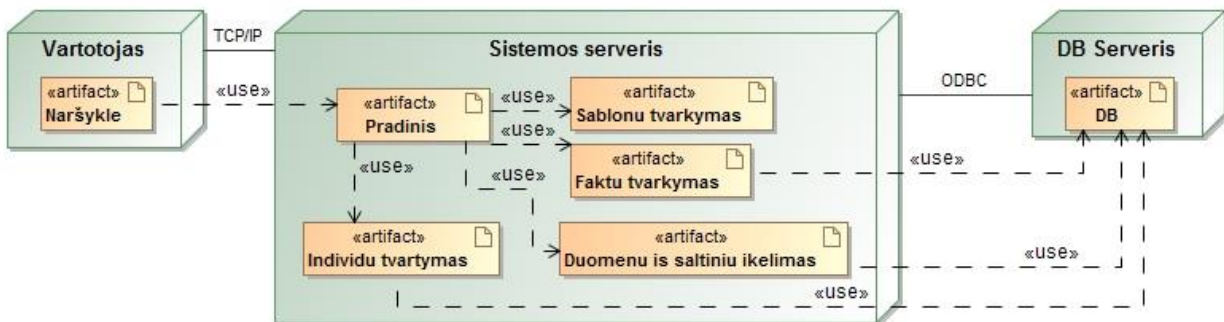 Vartotojas
«artifact»
Naršykle
TCP/IP
«use»
Sistemos serveris
«artifact»
Pradinis
«use»
«artifact»
Sablonu tvarkymas
«use»
«artifact»
Faktu tvarkymas
«use»
«use»
«artifact»
Individu tvartymas
«artifact»
Duomenu is saltiniu ikelimas
ODBC
DB Serveris
«artifact»
DB
«use»
«use»
«use»